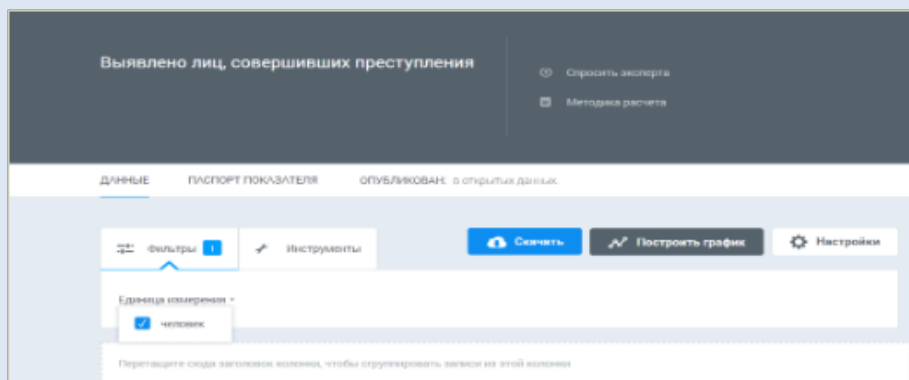 Выявлено лиц, совершивших преступления
Спросить эксперта
Методика расчета
ДАННЫЕ ПАСПОРТ ПОКАЗАТЕЛЯ ОПУБЛИКОВАН: в открытых данных
Фильтры 1 Инструменты Скачать Построить график Настройки
Единица измерения
человек
Перетащите сюда заголовок колонки, чтобы сгруппировать записи из этой колонки